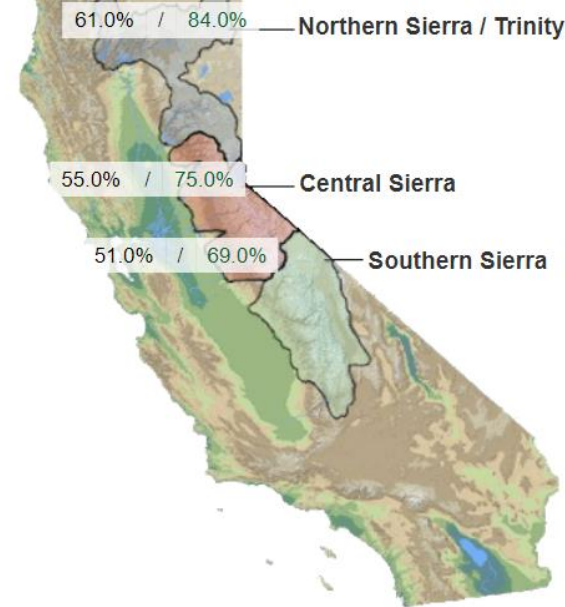 61.0% / 84.0%
Northern Sierra / Trinity
55.0% / 75.0%
Central Sierra
51.0% / 69.0%
Southern Sierra